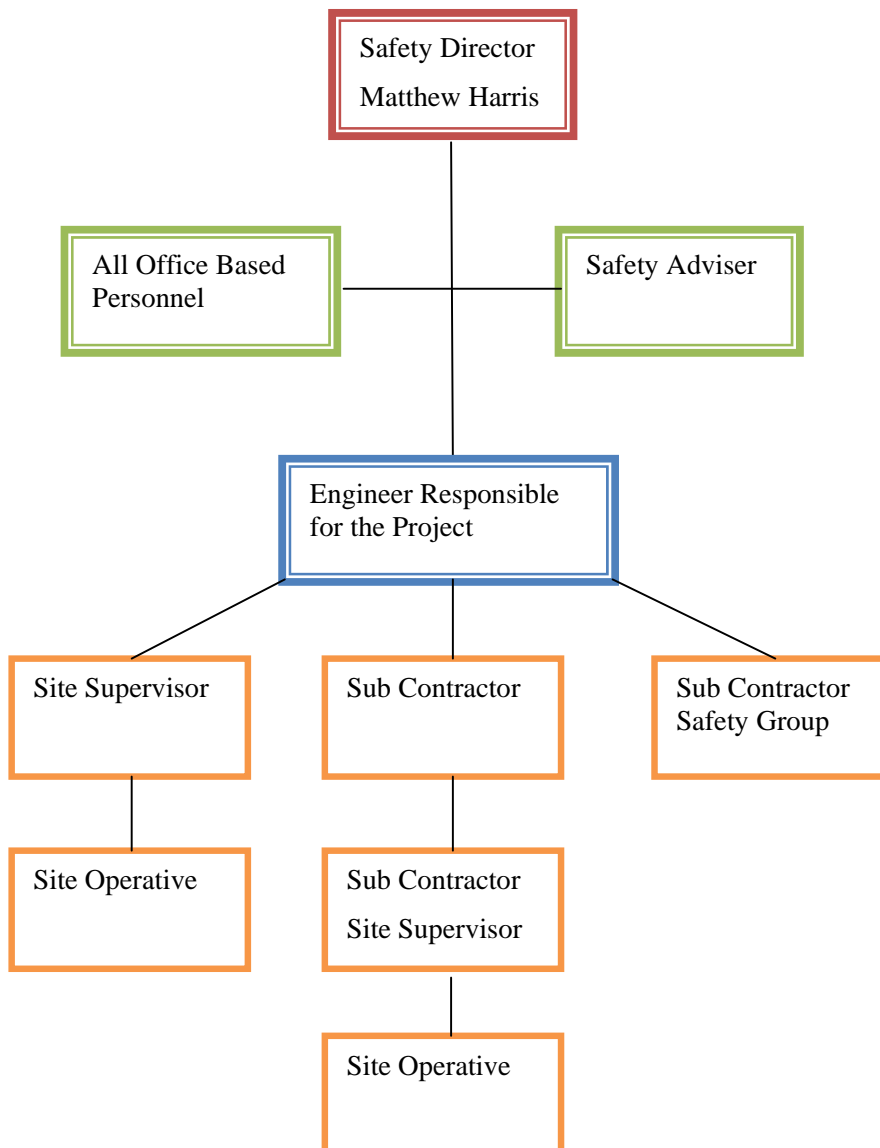 Safety Director
Matthew Harris
All Office Based
Personnel
Safety Adviser
Engineer Responsible
for the Project
Site Supervisor
Sub Contractor
Sub Contractor
Safety Group
Site Operative
Sub Contractor
Site Supervisor
Site Operative